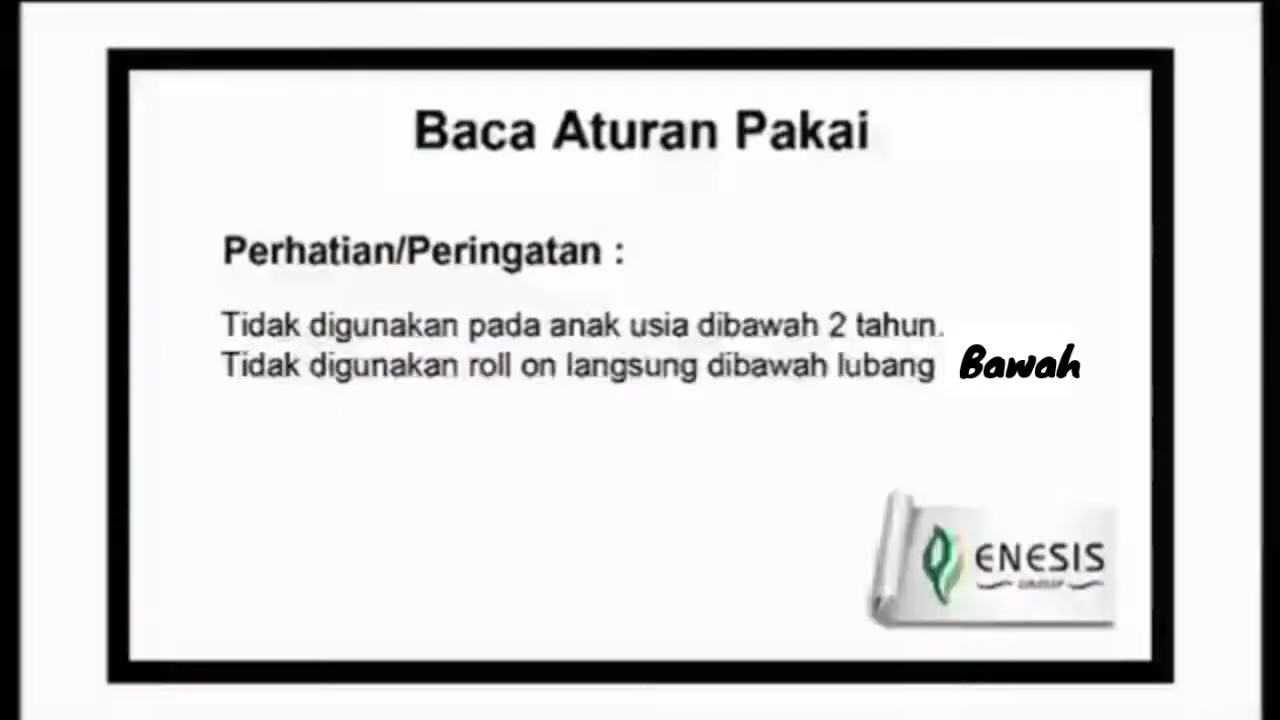 Baca Aturan Pakai
Perhatian/Peringatan :
Tidak digunakan pada anak usia dibawah 2 tahun.
Tidak digunakan roll on langsung dibawah lubang Bawah
ENESIS
GROUP